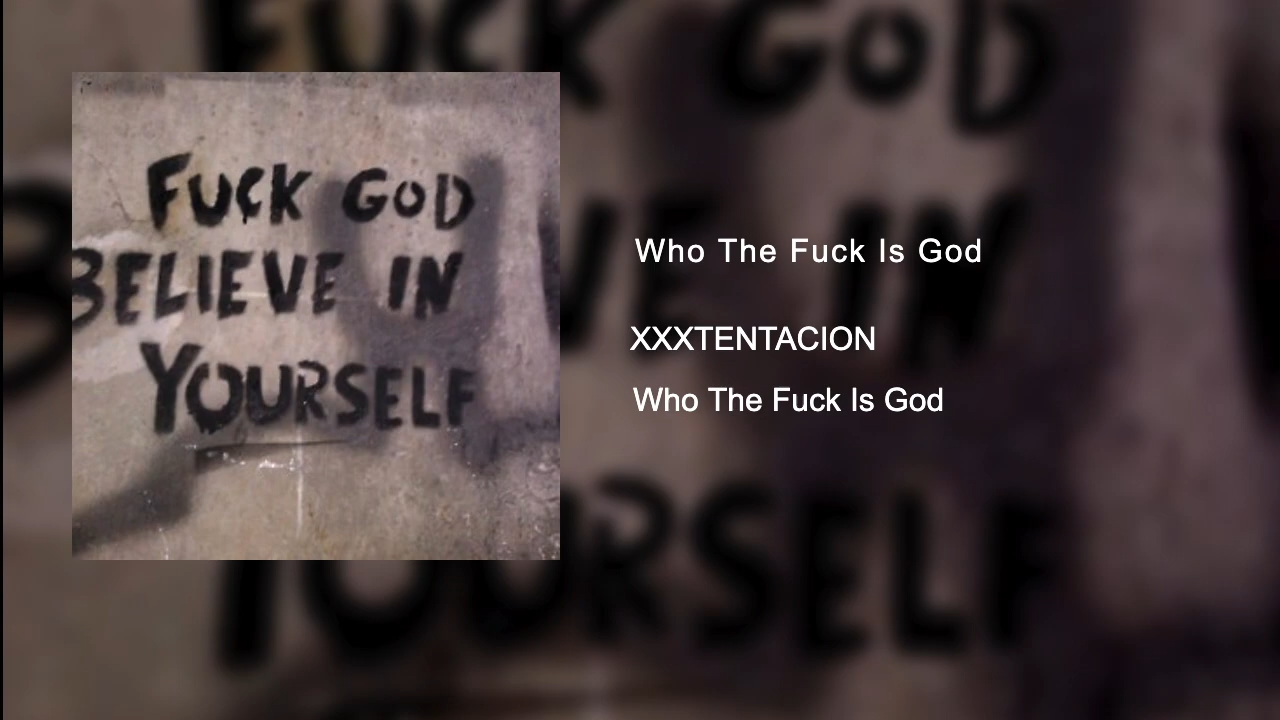 FUCK GOD
BELIEVE IN
YOURSELF
Who The Fuck Is God
XXXTENTACION
Who The Fuck Is God